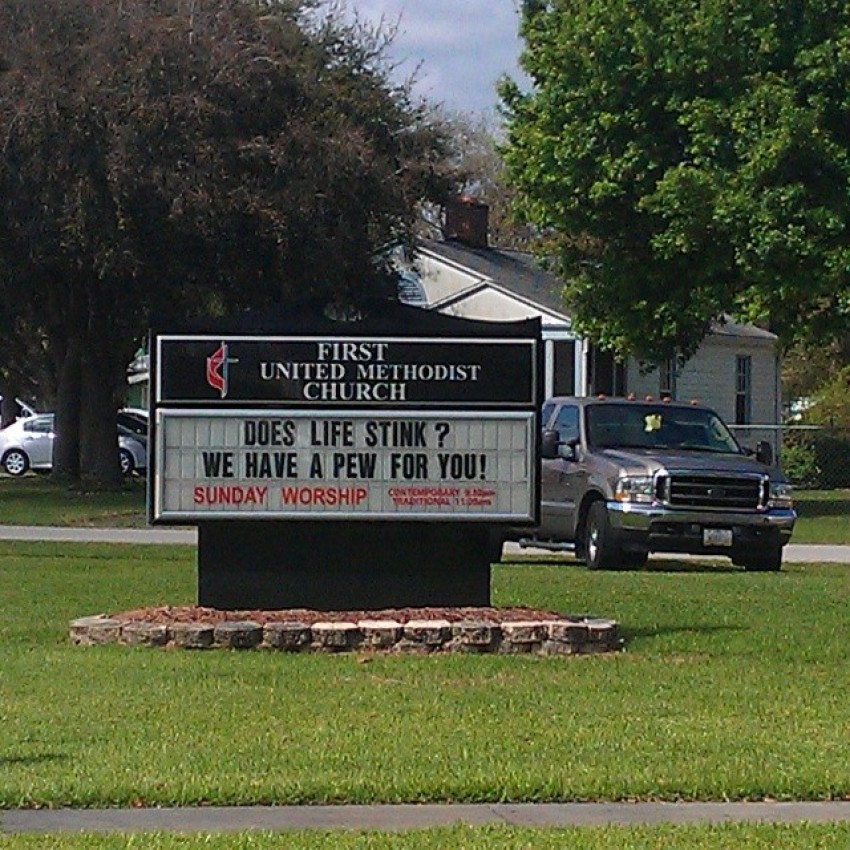 FIRST
UNITED METHODIST
CHURCH
DOES LIFE STINK?
WE HAVE A PEW FOR YOU!
SUNDAY WORSHIP
CONTEMPORARY
TRADITIONAL